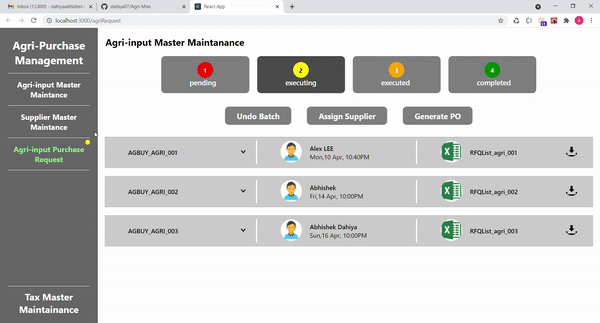 Inbox (13,800) - dahiyaabhishek
dahiya07/Agri-Man
React App
localhost:3000/agriRequest
Agri-Purchase
Management
Agri-input Master
Maintance
Supplier Master
Maintance
Agri-input Purchase
Request
Tax Master
Maintainance
Agri-input Master Maintanance
1
pending
2
executing
3
executed
4
completed
Undo Batch
Assign Supplier
Generate PO
AGBUY_AGRI_001
Alex LEE
Mon,10 Apr, 10:40PM
RFQList_agri_001
AGBUY_AGRI_002
Abhishek
Fri,14 Apr, 10:00PM
RFQList_agri_002
AGBUY_AGRI_003
Abhishek Dahiya
Sun,16 Apr, 10:00PM
RFQList_agri_003